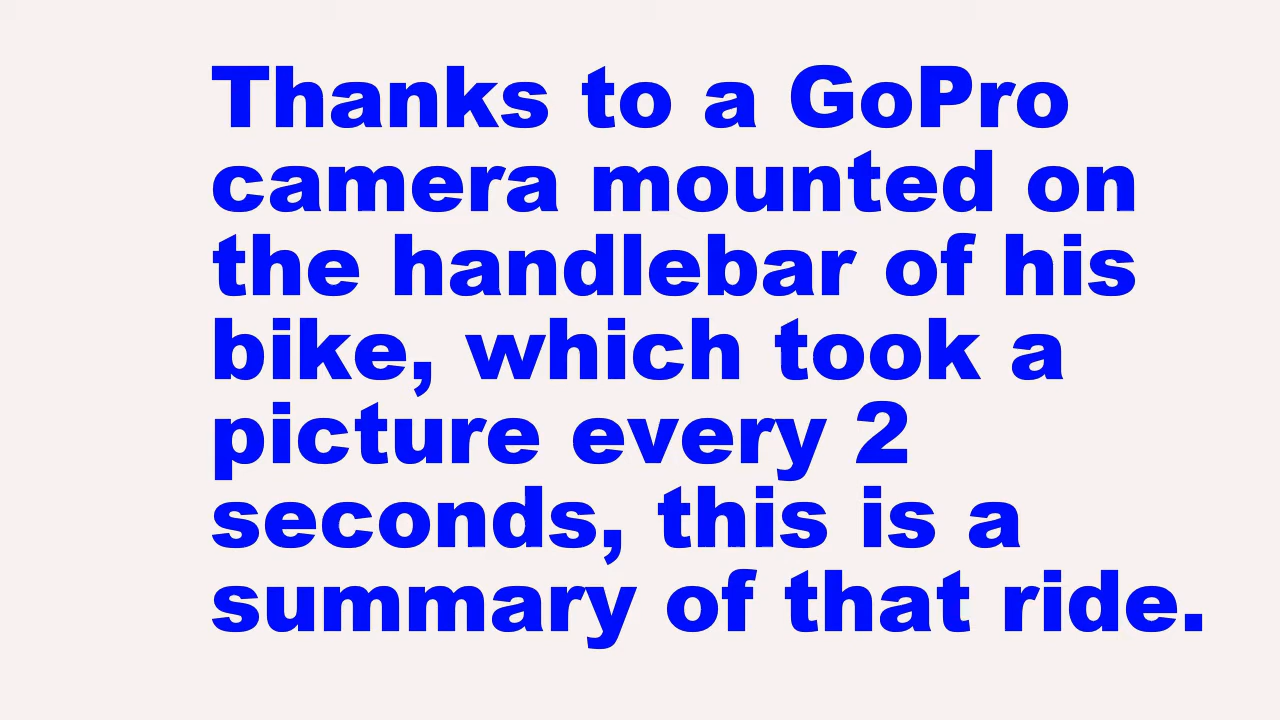 Thanks to a GoPro
camera mounted on
the handlebar of his
bike, which took a
picture every 2
seconds, this is a
summary of that ride.